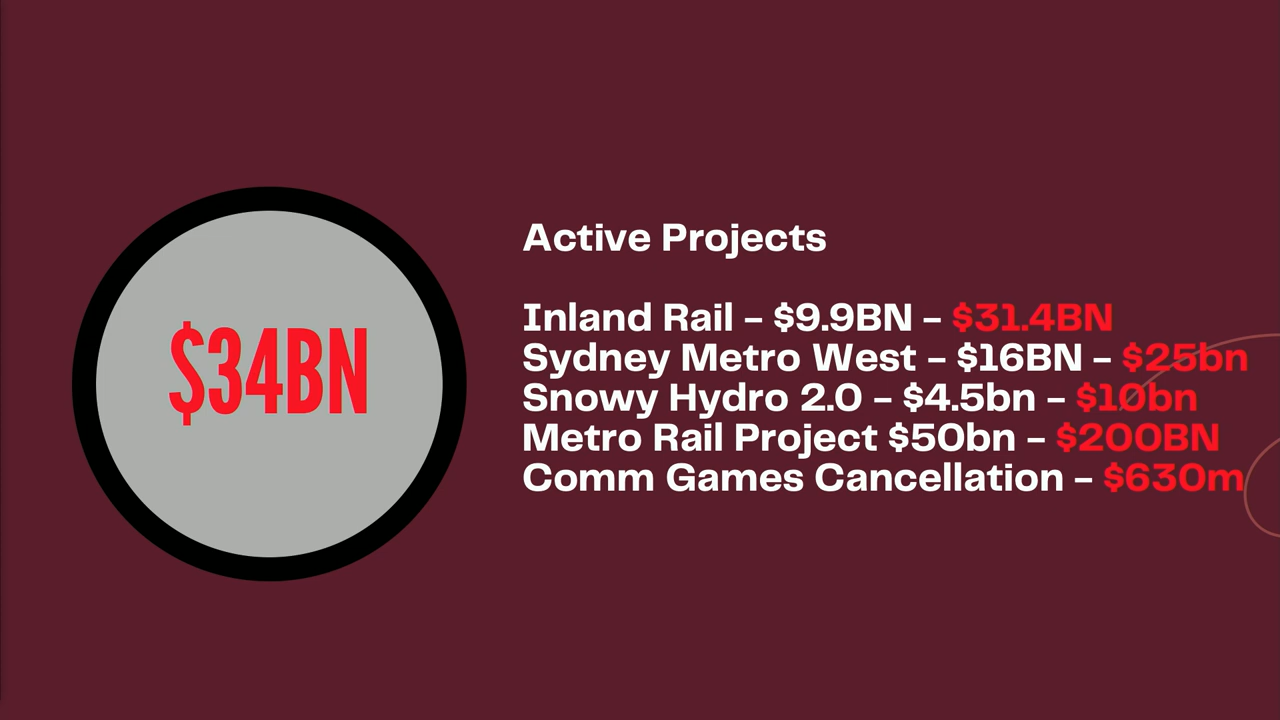 $34BN
Active Projects
Inland Rail – $9.9BN – $31.4BN
Sydney Metro West – $16BN – $25bn
Snowy Hydro 2.0 – $4.5bn – $10bn
Metro Rail Project $50bn – $200BN
Comm Games Cancellation – $630m